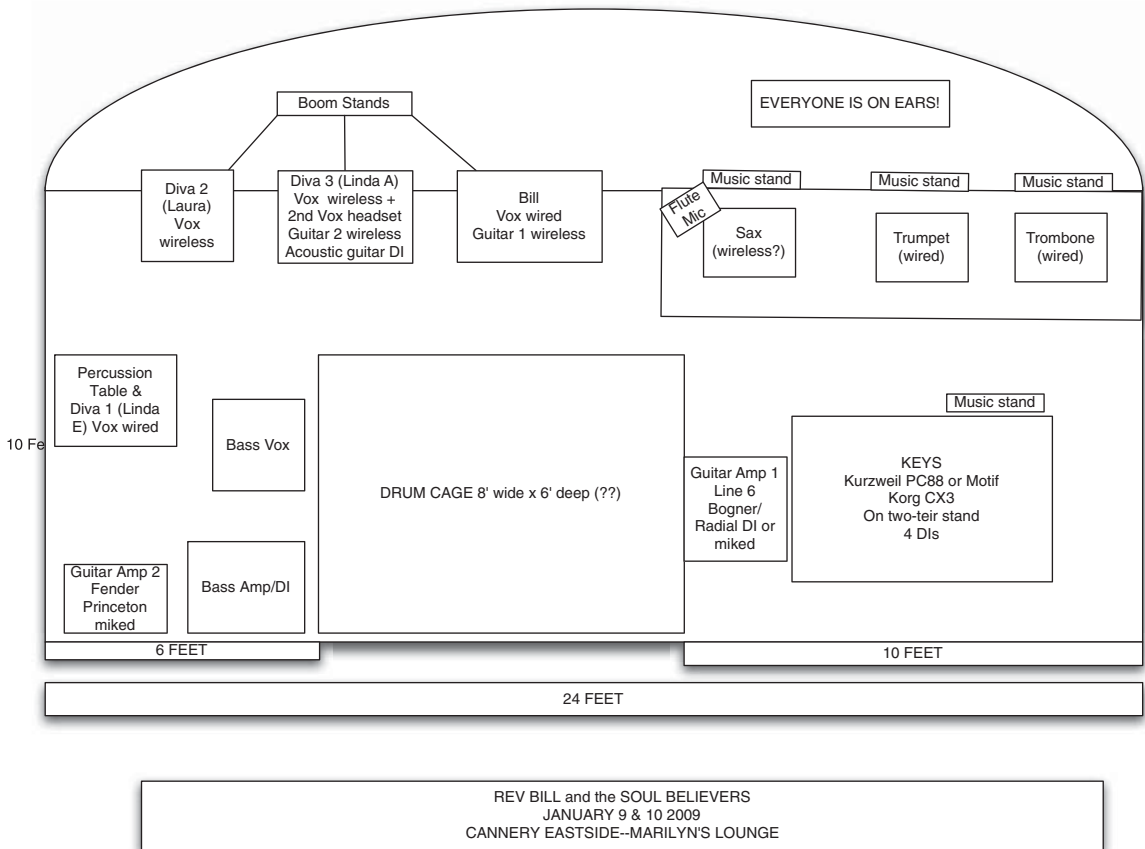 Boom Stands
EVERYONE IS ON EARS!
Diva 2
(Laura)
Vox
wireless
Diva 3 (Linda A)
Vox wireless +
2nd Vox headset
Guitar 2 wireless
Acoustic guitar DI
Bill
Vox wired
Guitar 1 wireless
Music stand
Flute
Mic
Sax
(wireless?)
Music stand
Trumpet
(wired)
Music stand
Trombone
(wired)
Percussion
Table &
Diva 1 (Linda
E) Vox wired
10 Fe
Bass Vox
DRUM CAGE 8' wide x 6' deep (??)
Guitar Amp 1
Line 6
Bogner/
Radial DI or
miked
Music stand
KEYS
Kurzweil PC88 or Motif
Korg CX3
On two-teir stand
4 DIs
Guitar Amp 2
Fender
Princeton
miked
Bass Amp/DI
6 FEET
10 FEET
24 FEET
REV BILL and the SOUL BELIEVERS
JANUARY 9 & 10 2009
CANNERY EASTSIDE--MARILYN'S LOUNGE